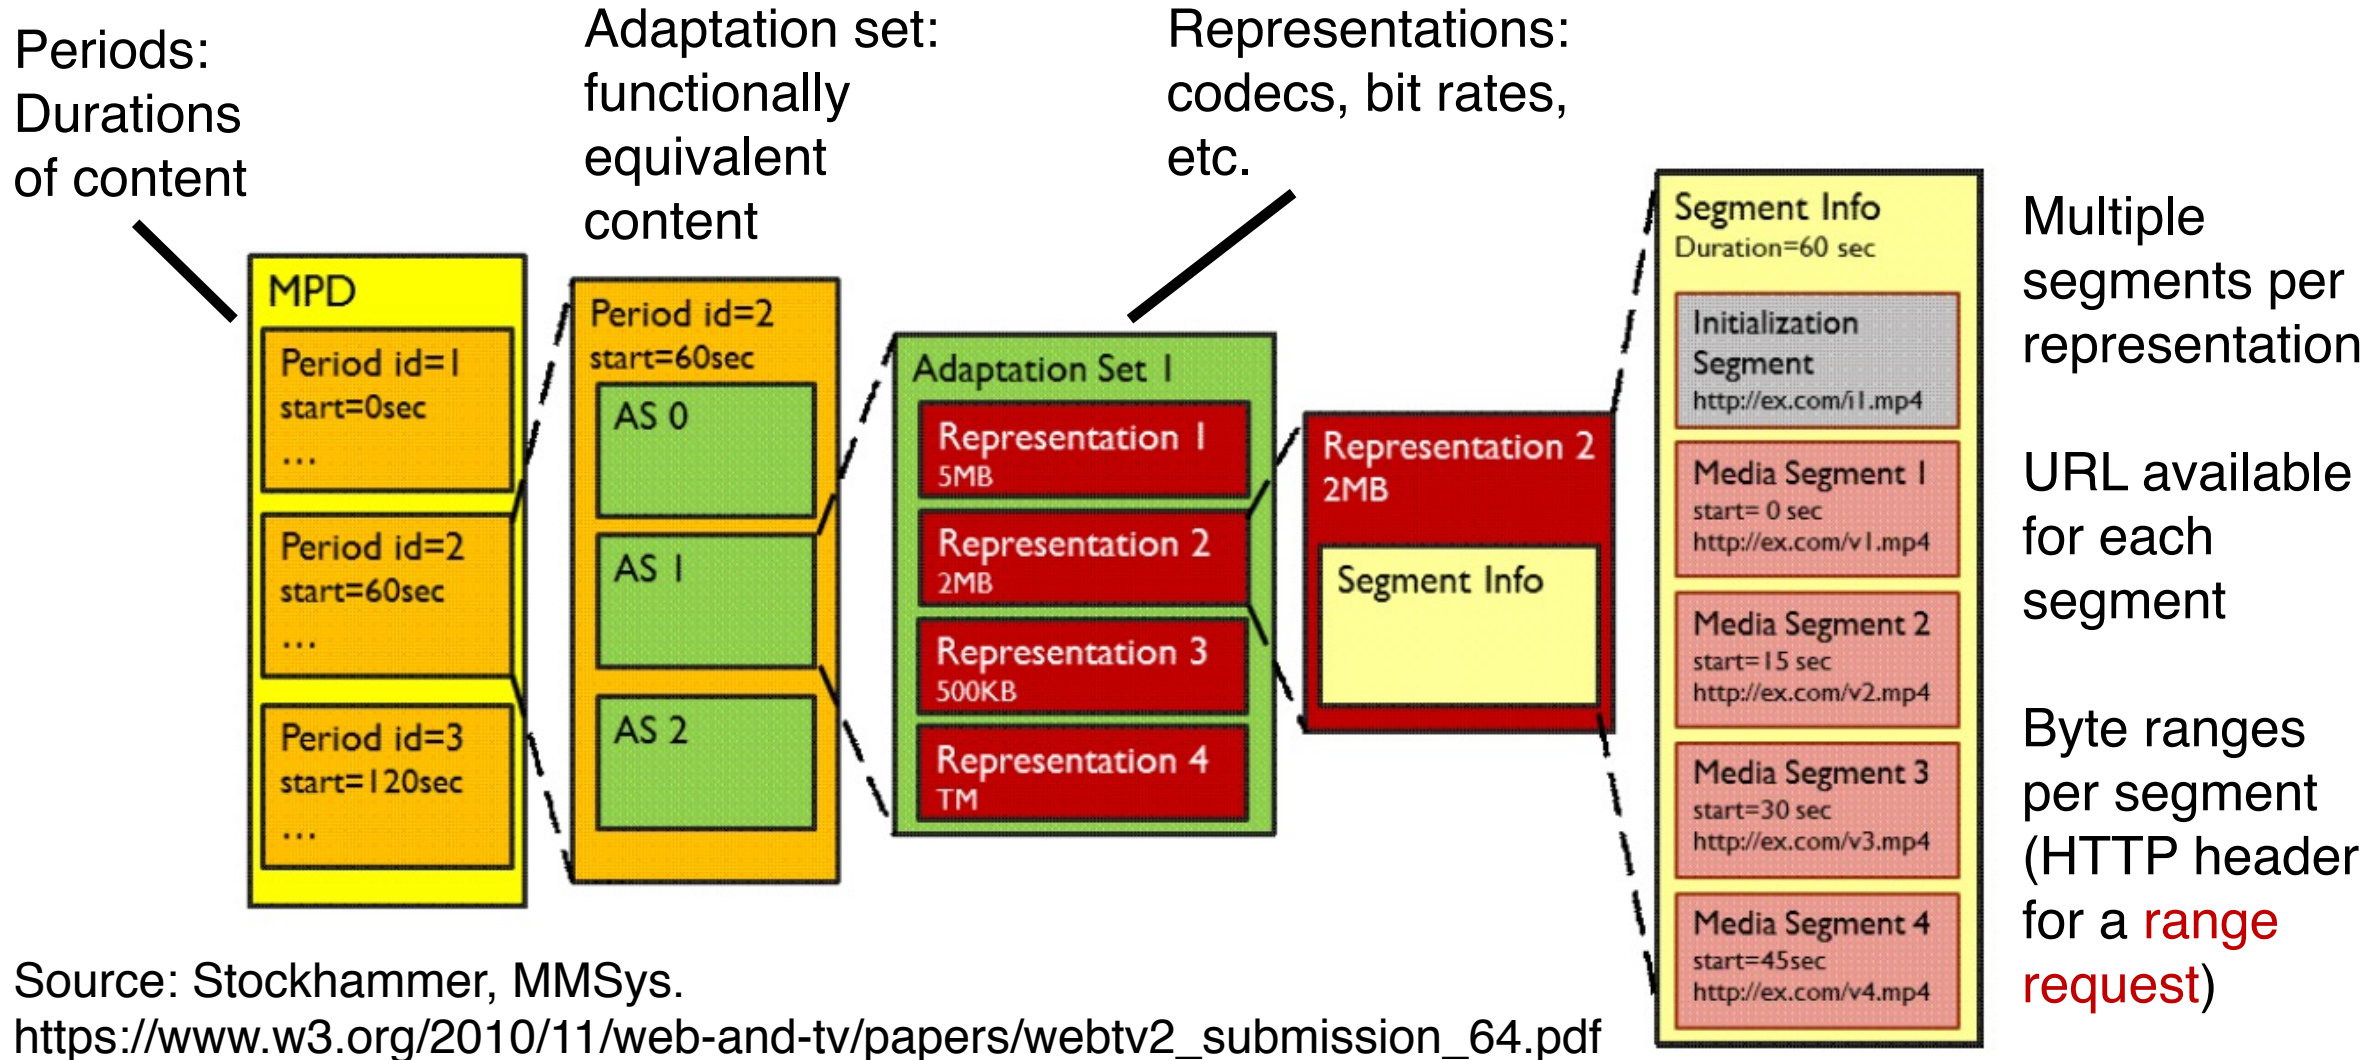 Periods:
Durations
of content
Adaptation set:
functionally
equivalent
content
Representations:
codecs, bit rates,
etc.
MPD
Period id=1
start=0sec
...
Period id=2
start=60sec
...
Period id=3
start=120sec
...
Period id=2
start=60sec
AS 0
AS 1
AS 2
Adaptation Set 1
Representation 1
5MB
Representation 2
2MB
Representation 3
500KB
Representation 4
TM
Representation 2
2MB
Segment Info
Segment Info
Duration=60 sec
Initialization
Segment
http://ex.com/i1.mp4
Media Segment 1
start= 0 sec
http://ex.com/v1.mp4
Media Segment 2
start=15 sec
http://ex.com/v2.mp4
Media Segment 3
start=30 sec
http://ex.com/v3.mp4
Media Segment 4
start=45sec
http://ex.com/v4.mp4
Multiple
segments per
representation
URL available
for each
segment
Byte ranges
per segment
(HTTP header
for a range
request)
Source: Stockhammer, MMSys.
https://www.w3.org/2010/11/web-and-tv/papers/webtv2_submission_64.pdf